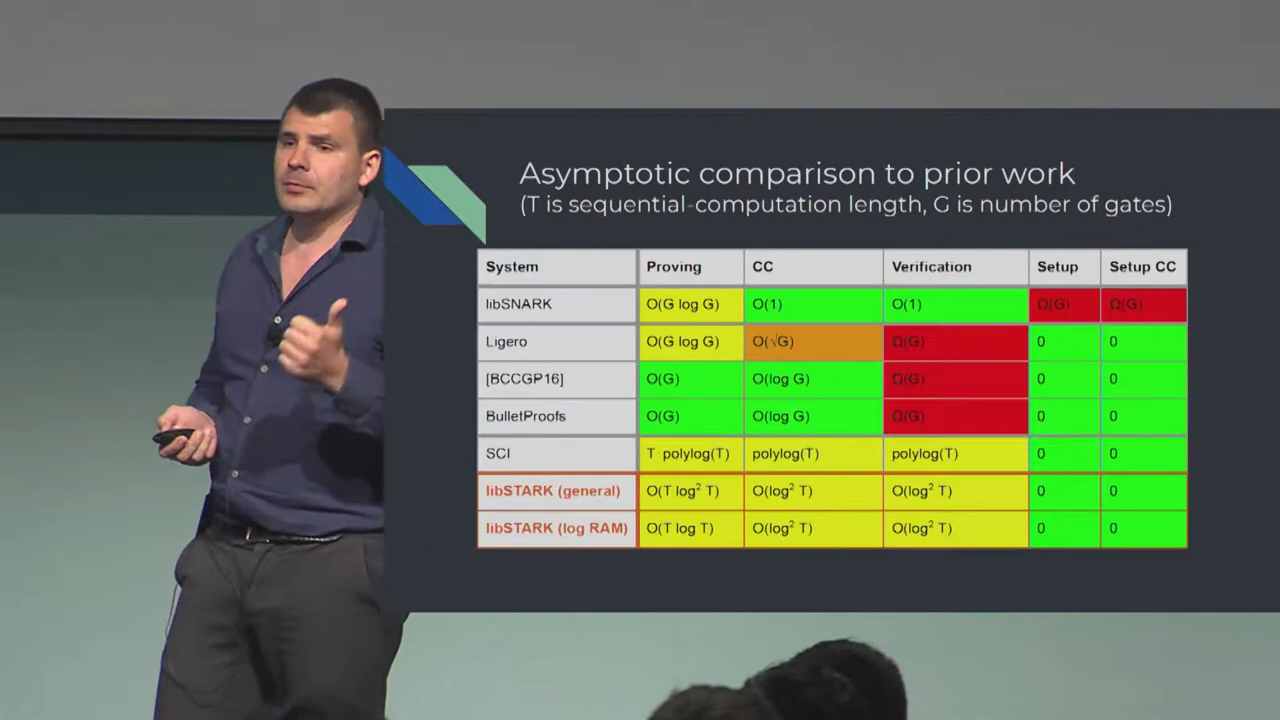 Asymptotic comparison to prior work
(T is sequential-computation length, G is number of gates)
System Proving CC Verification Setup Setup CC
libSNARK O(G log G) O(1) O(1) Ω(G) Ω(G)
Ligero O(G log G) O(√G) Ω(G) 0 0
[BCCGP16] O(G) O(log G) Ω(G) 0 0
BulletProofs O(G) O(log G) Ω(G) 0 0
SCI T polylog(T) polylog(T) polylog(T) 0 0
libSTARK (general) O(T log² T) O(log² T) O(log² T) 0 0
libSTARK (log RAM) O(T log T) O(log² T) O(log² T) 0 0